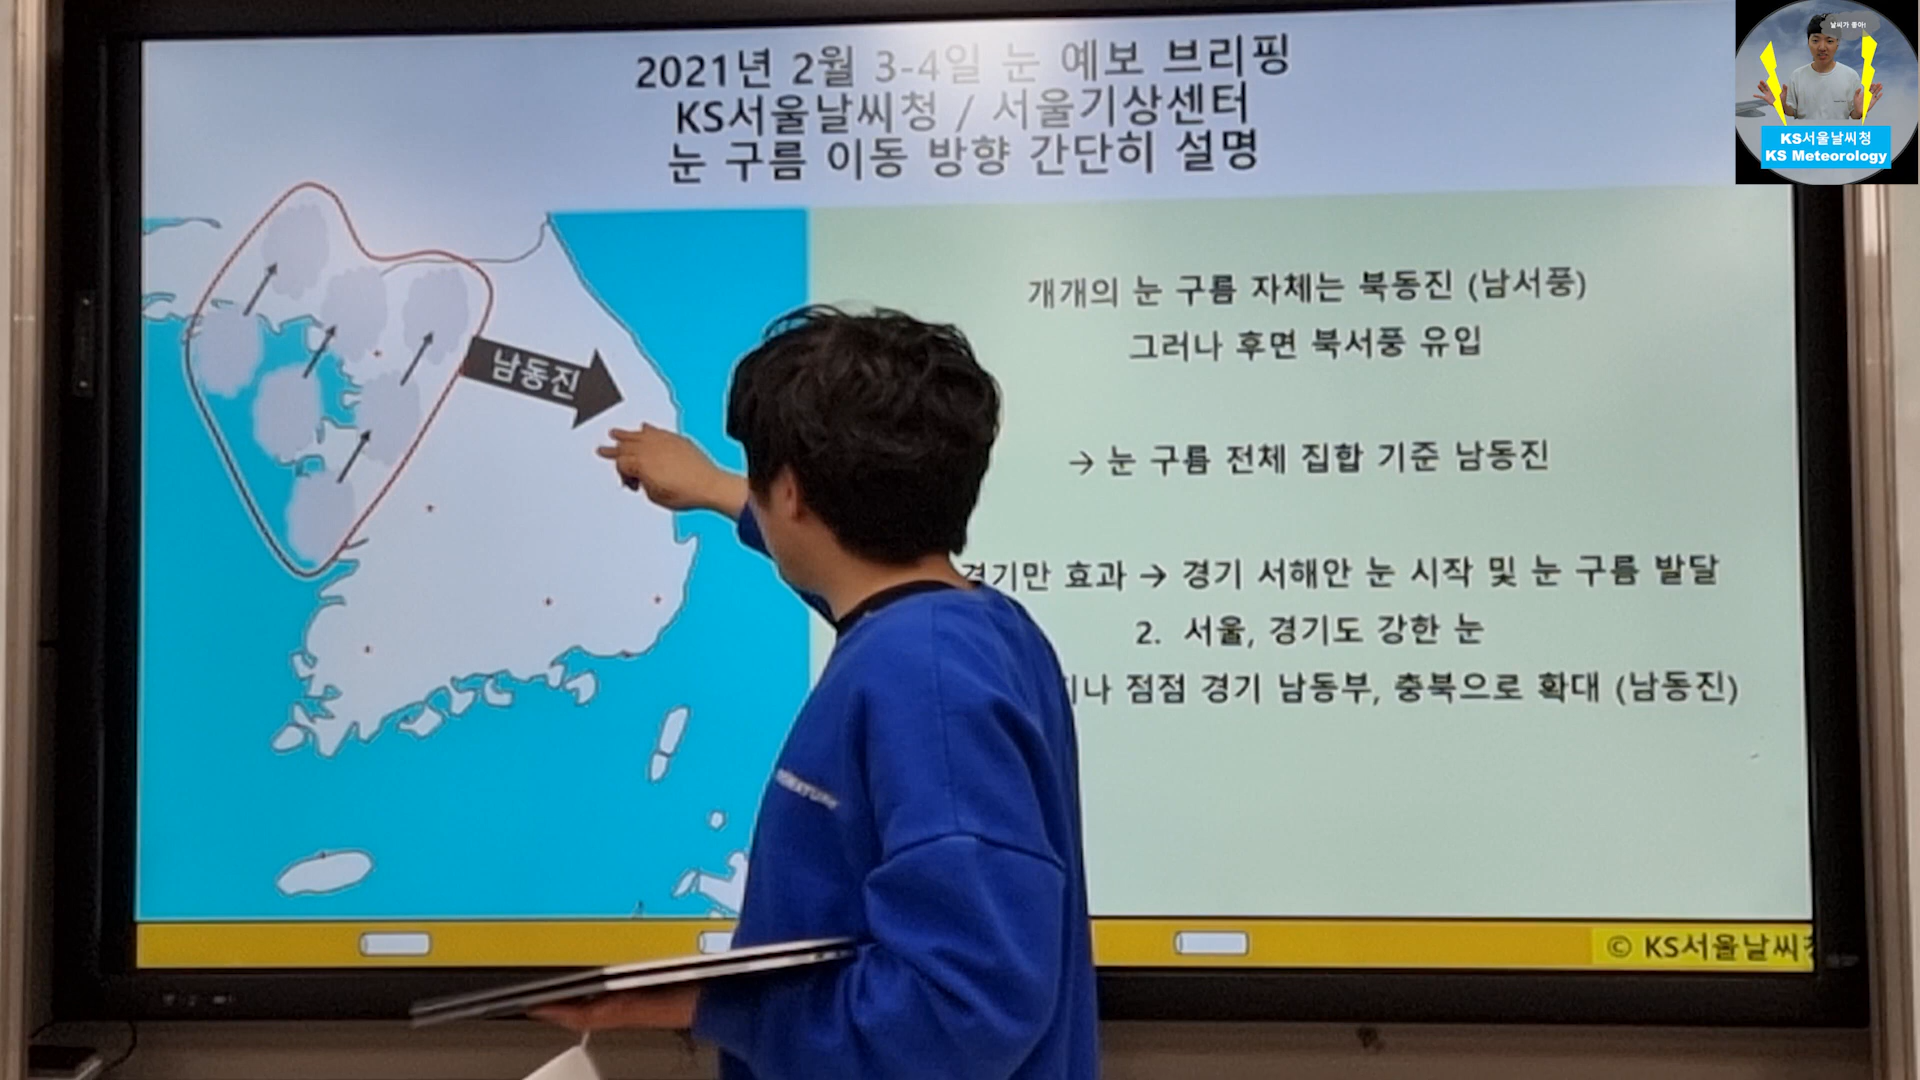 2021년 2월 3-4일 눈 예보 브리핑
KS서울날씨청 / 서울기상센터
눈 구름 이동 방향 간단히 설명
날씨가 좋아!
KS서울날씨청
KS Meteorology
남동진
개개의 눈 구름 자체는 북동진 (남서풍)
그러나 후면 북서풍 유입
→ 눈 구름 전체 집합 기준 남동진
경기만 효과 → 경기 서해안 눈 시작 및 눈 구름 발달
2. 서울, 경기도 강한 눈
점점 경기 남동부, 충북으로 확대 (남동진)
© KS서울날씨청